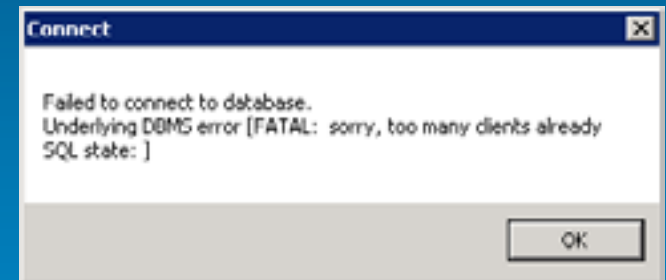 Connect
Failed to connect to database.
Underlying DBMS error [FATAL: sorry, too many clients already
SQL state: ]
OK